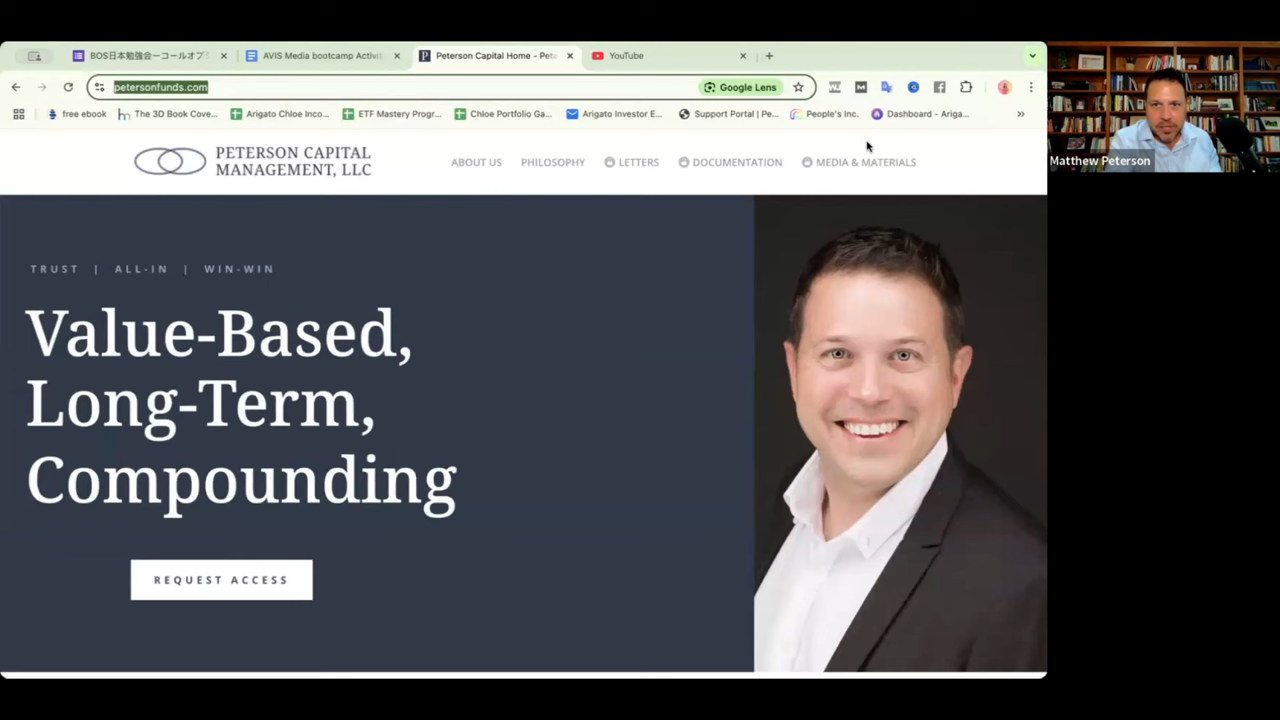 BOS日本勉強会ーコールオプ
AVIS Media bootcamp Activi
Peterson Capital Home - Pet
YouTube
petersonfunds.com
Google Lens
free ebook
The 3D Book Cove...
Arigato Chloe Inco...
ETF Mastery Progr...
Chloe Portfolio Ga...
Arigato Investor E...
Support Portal | Pe...
People's Inc.
Dashboard - Ariga...
PETERSON CAPITAL
MANAGEMENT, LLC
ABOUT US
PHILOSOPHY
LETTERS
DOCUMENTATION
MEDIA & MATERIALS
Matthew Peterson
TRUST | ALL-IN | WIN-WIN
Value-Based,
Long-Term,
Compounding
REQUEST ACCESS